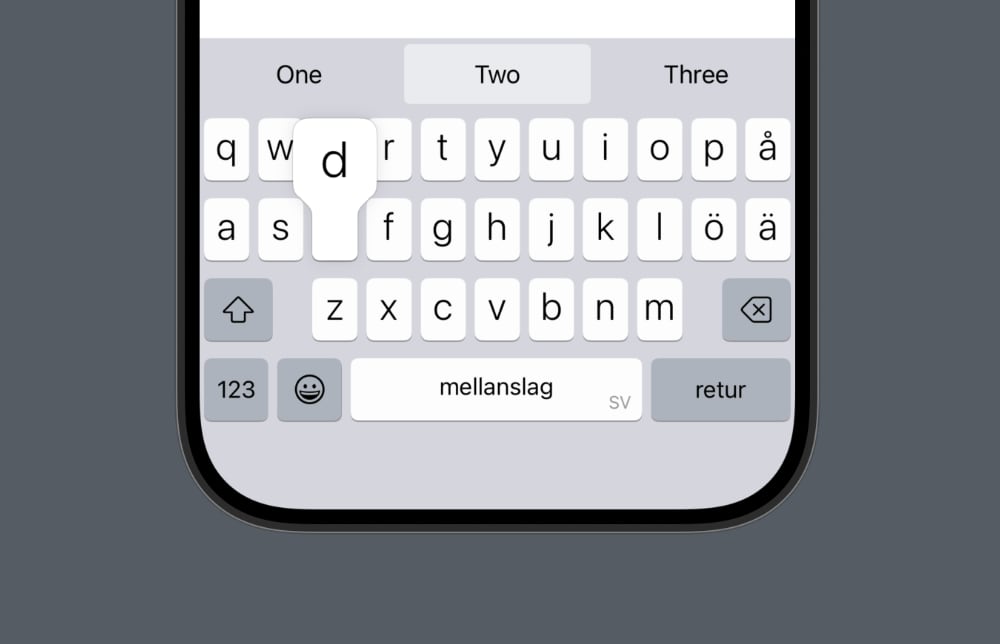 One Two Three
q w r t y u i o p å
d
a s f g h j k l ö ä
z x c v b n m
123 mellanslag SV retur